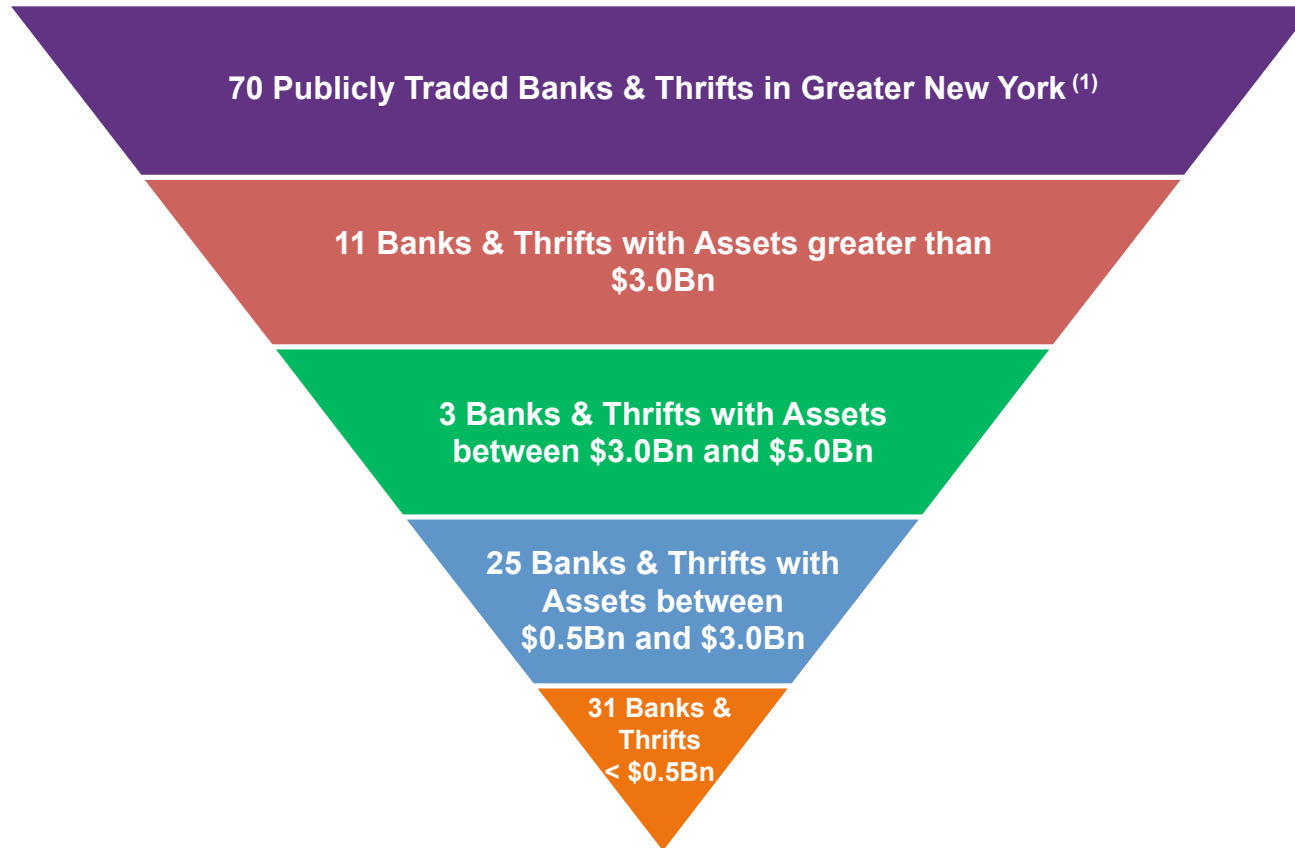 70 Publicly Traded Banks & Thrifts in Greater New York (1)
11 Banks & Thrifts with Assets greater than
$3.0Bn
3 Banks & Thrifts with Assets
between $3.0Bn and $5.0Bn
25 Banks & Thrifts with
Assets between
$0.5Bn and $3.0Bn
31 Banks &
Thrifts
< $0.5Bn